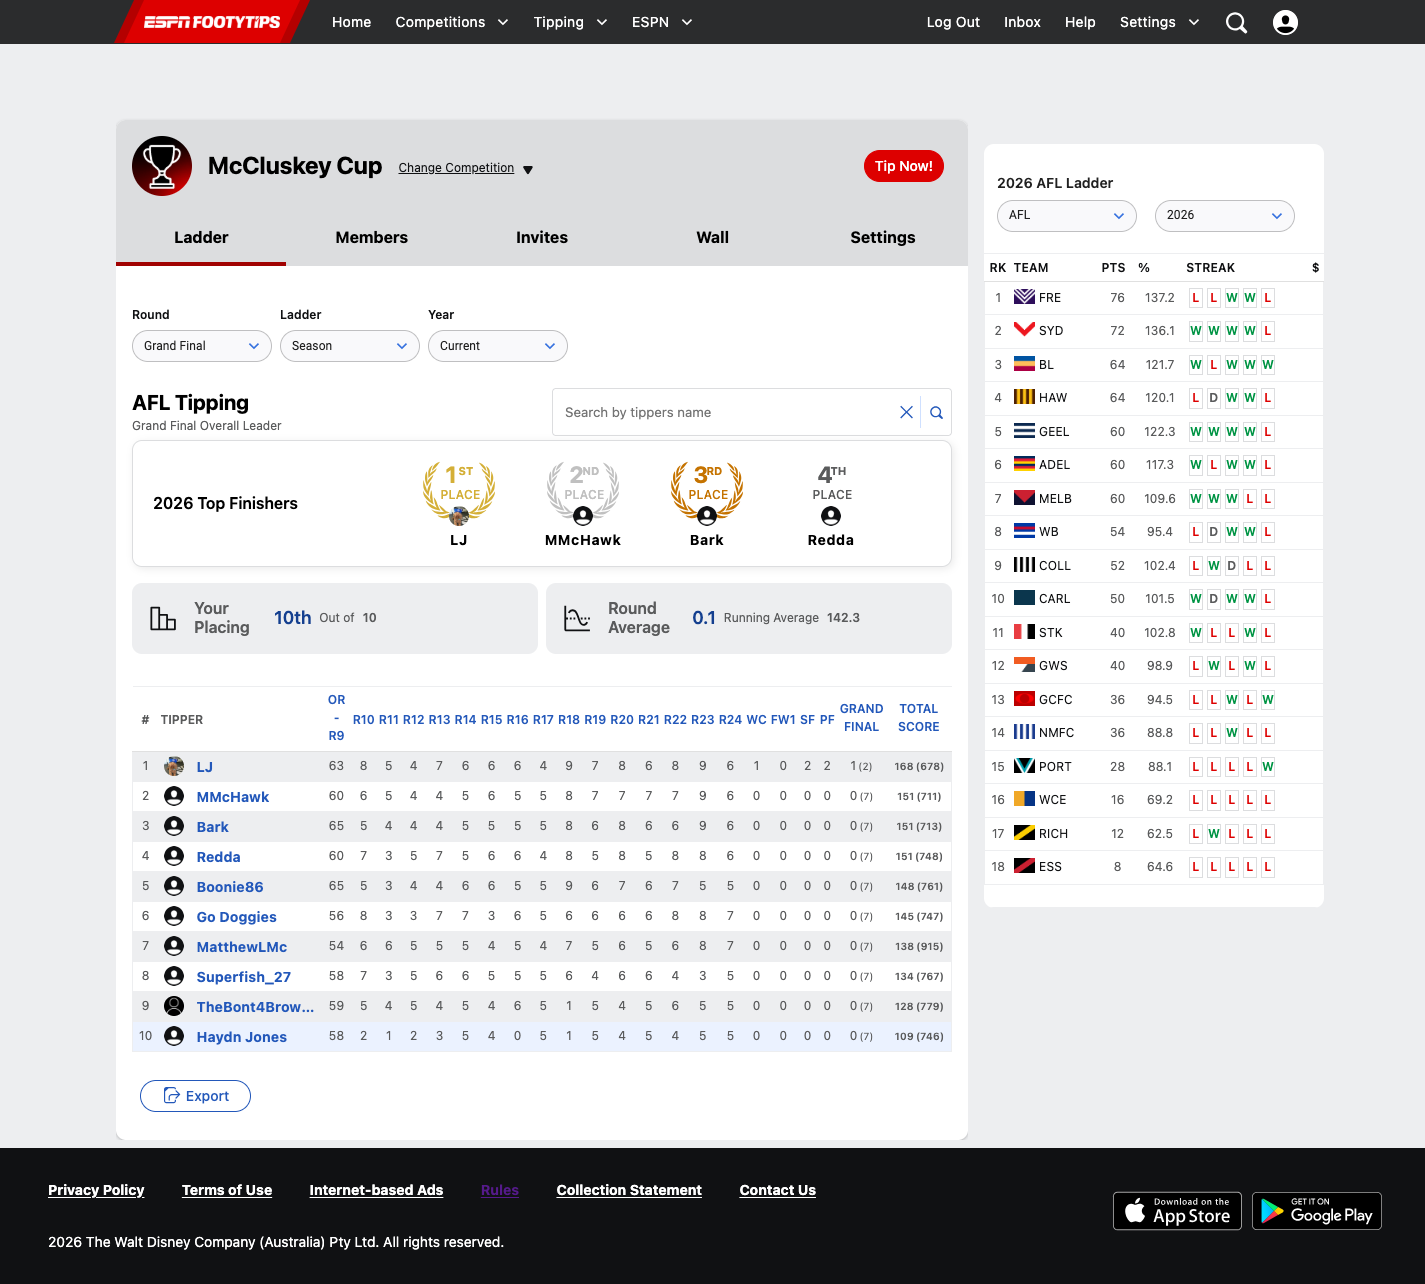 ESPN FOOTYTIPS Home Competitions Tipping ESPN Log Out Inbox Help Settings
McCluskey Cup Change Competition Tip Now!
Ladder Members Invites Wall Settings
Round Ladder Year
Grand Final Season Current
AFL Tipping
Grand Final Overall Leader
Search by tippers name
2026 Top Finishers
1ST PLACE LJ
2ND PLACE MMcHawk
3RD PLACE Bark
4TH PLACE Redda
Your Placing 10th Out of 10
Round Average 0.1 Running Average 142.3
# TIPPER OR - R9 R10 R11 R12 R13 R14 R15 R16 R17 R18 R19 R20 R21 R22 R23 R24 WC FW1 SF PF GRAND FINAL TOTAL SCORE
1 LJ 63 8 5 4 7 6 6 6 4 9 7 8 6 8 9 6 1 0 2 2 1 (2) 168 (678)
2 MMcHawk 60 6 5 4 4 5 6 5 5 8 7 7 7 7 9 6 0 0 0 0 0 (7) 151 (711)
3 Bark 65 5 4 4 4 5 5 5 5 8 6 8 6 6 9 6 0 0 0 0 0 (7) 151 (713)
4 Redda 60 7 3 5 7 5 6 6 4 8 5 8 5 8 8 6 0 0 0 0 0 (7) 151 (748)
5 Boonie86 65 5 3 4 4 6 6 5 5 9 6 7 6 7 5 5 0 0 0 0 0 (7) 148 (761)
6 Go Doggies 56 8 3 3 7 7 3 6 5 6 6 6 6 8 8 7 0 0 0 0 0 (7) 145 (747)
7 MatthewLMc 54 6 6 5 5 5 4 5 4 7 5 6 5 6 8 7 0 0 0 0 0 (7) 138 (915)
8 Superfish_27 58 7 3 5 6 6 5 5 5 6 4 6 6 4 3 5 0 0 0 0 0 (7) 134 (767)
9 TheBont4Brow... 59 5 4 5 4 5 4 6 5 1 5 4 5 6 5 5 0 0 0 0 0 (7) 128 (779)
10 Haydn Jones 58 2 1 2 3 5 4 0 5 1 5 4 5 4 5 5 0 0 0 0 0 (7) 109 (746)
Export
2026 AFL Ladder
AFL 2026
RK TEAM PTS % STREAK $
1 FRE 76 137.2 L L W W L
2 SYD 72 136.1 W W W W L
3 BL 64 121.7 W L W W W
4 HAW 64 120.1 L D W W L
5 GEEL 60 122.3 W W W W L
6 ADEL 60 117.3 W L W W L
7 MELB 60 109.6 W W W L L
8 WB 54 95.4 L D W W L
9 COLL 52 102.4 L W D L L
10 CARL 50 101.5 W D W W L
11 STK 40 102.8 W L L W L
12 GWS 40 98.9 L W L W L
13 GCFC 36 94.5 L L W L W
14 NMFC 36 88.8 L L W L L
15 PORT 28 88.1 L L L L W
16 WCE 16 69.2 L L L L L
17 RICH 12 62.5 L W L L L
18 ESS 8 64.6 L L L L L
Privacy Policy Terms of Use Internet-based Ads Rules Collection Statement Contact Us
2026 The Walt Disney Company (Australia) Pty Ltd. All rights reserved.
Download on the App Store
GET IT ON Google Play